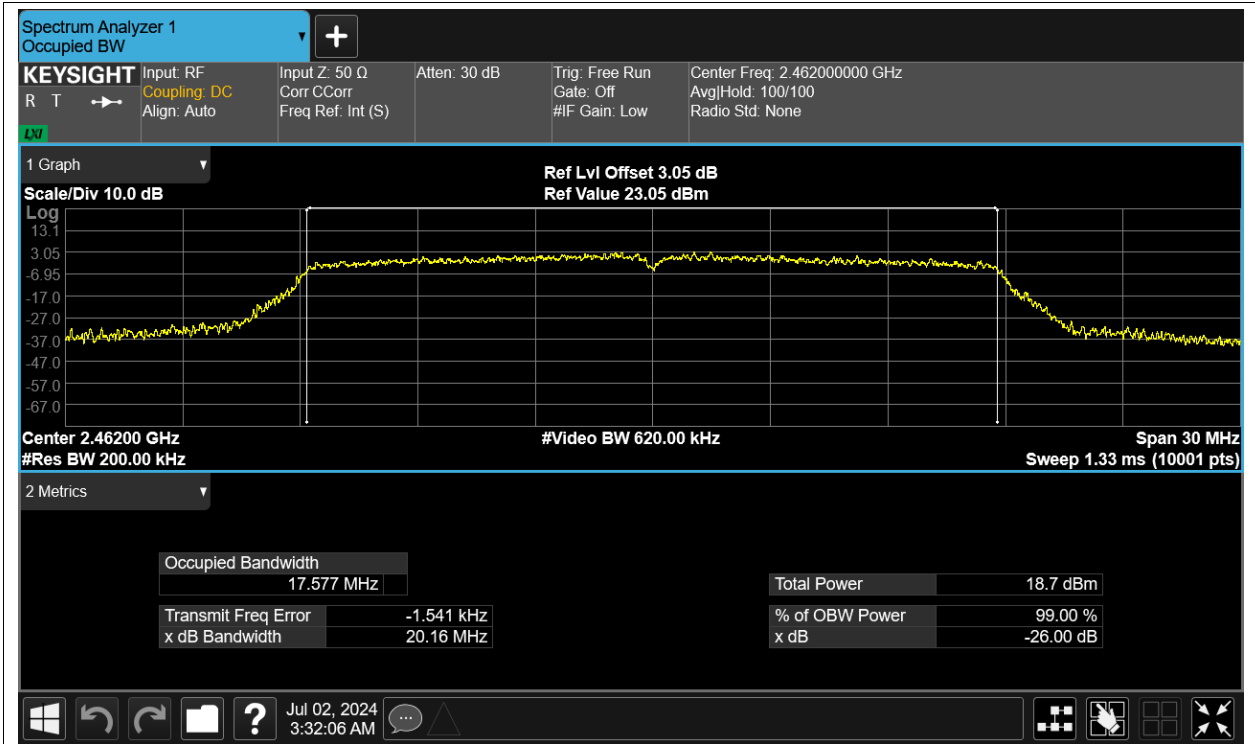 Spectrum Analyzer 1
Occupied BW
KEYSIGHT
R T
LXI
Input: RF
Coupling: DC
Align: Auto
Input Z: 50 Ω
Corr CCorr
Freq Ref: Int (S)
Atten: 30 dB
Trig: Free Run
Gate: Off
#IF Gain: Low
Center Freq: 2.462000000 GHz
Avg|Hold: 100/100
Radio Std: None
1 Graph
Scale/Div 10.0 dB
Ref Lvl Offset 3.05 dB
Ref Value 23.05 dBm
Log
13.1
3.05
-6.95
-17.0
-27.0
-37.0
-47.0
-57.0
-67.0
Center 2.46200 GHz
#Video BW 620.00 kHz
Span 30 MHz
#Res BW 200.00 kHz
Sweep 1.33 ms (10001 pts)
2 Metrics
Occupied Bandwidth
17.577 MHz
Total Power 18.7 dBm
Transmit Freq Error -1.541 kHz
% of OBW Power 99.00 %
x dB Bandwidth 20.16 MHz
x dB -26.00 dB
?
Jul 02, 2024
3:32:06 AM